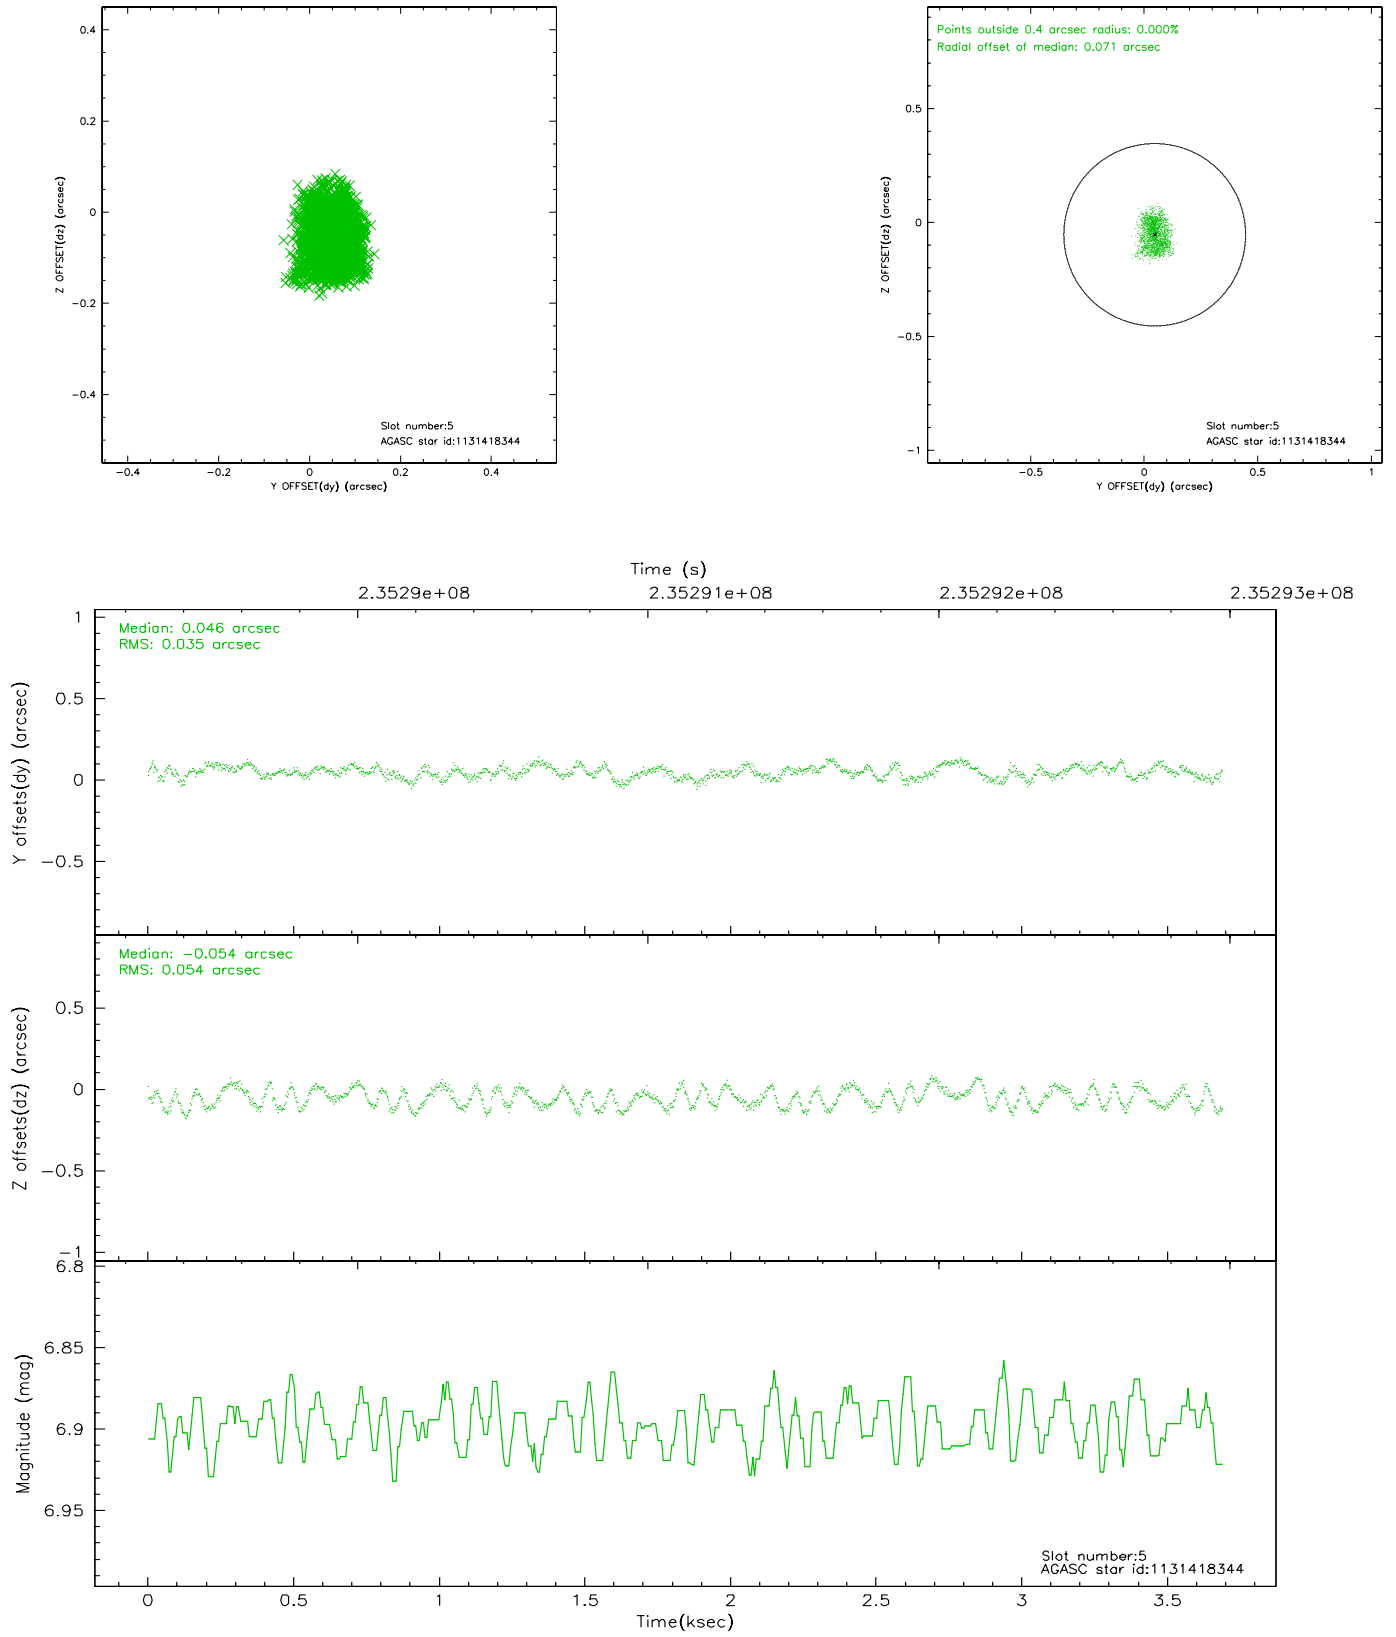 0.4
0.2
0
−0.2
−0.4
Z OFFSET(dz) (arcsec)
Slot number:5
AGASC star id:1131418344
−0.4 −0.2 0 0.2 0.4
Y OFFSET(dy) (arcsec)
Points outside 0.4 arcsec radius: 0.000%
Radial offset of median: 0.071 arcsec
0.5
0
−0.5
−1
Z OFFSET(dz) (arcsec)
Slot number:5
AGASC star id:1131418344
−0.5 0 0.5 1
Y OFFSET(dy) (arcsec)
Time (s)
2.3529e+08 2.35291e+08 2.35292e+08 2.35293e+08
Median: 0.046 arcsec
RMS: 0.035 arcsec
1
0.5
0
−0.5
Y offsets(dy) (arcsec)
Median: −0.054 arcsec
RMS: 0.054 arcsec
0.5
0
−0.5
−1
Z offsets(dz) (arcsec)
6.8
6.85
6.9
6.95
Magnitude (mag)
Slot number:5
AGASC star id:1131418344
0 0.5 1 1.5 2 2.5 3 3.5
Time(ksec)